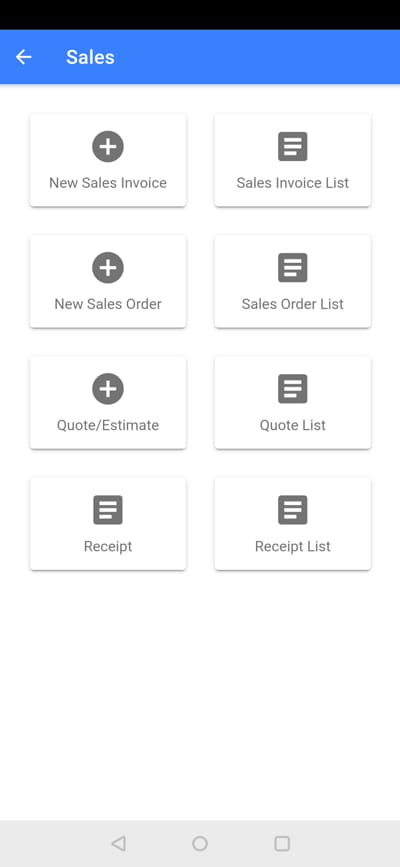 Sales
New Sales Invoice
Sales Invoice List
New Sales Order
Sales Order List
Quote/Estimate
Quote List
Receipt
Receipt List